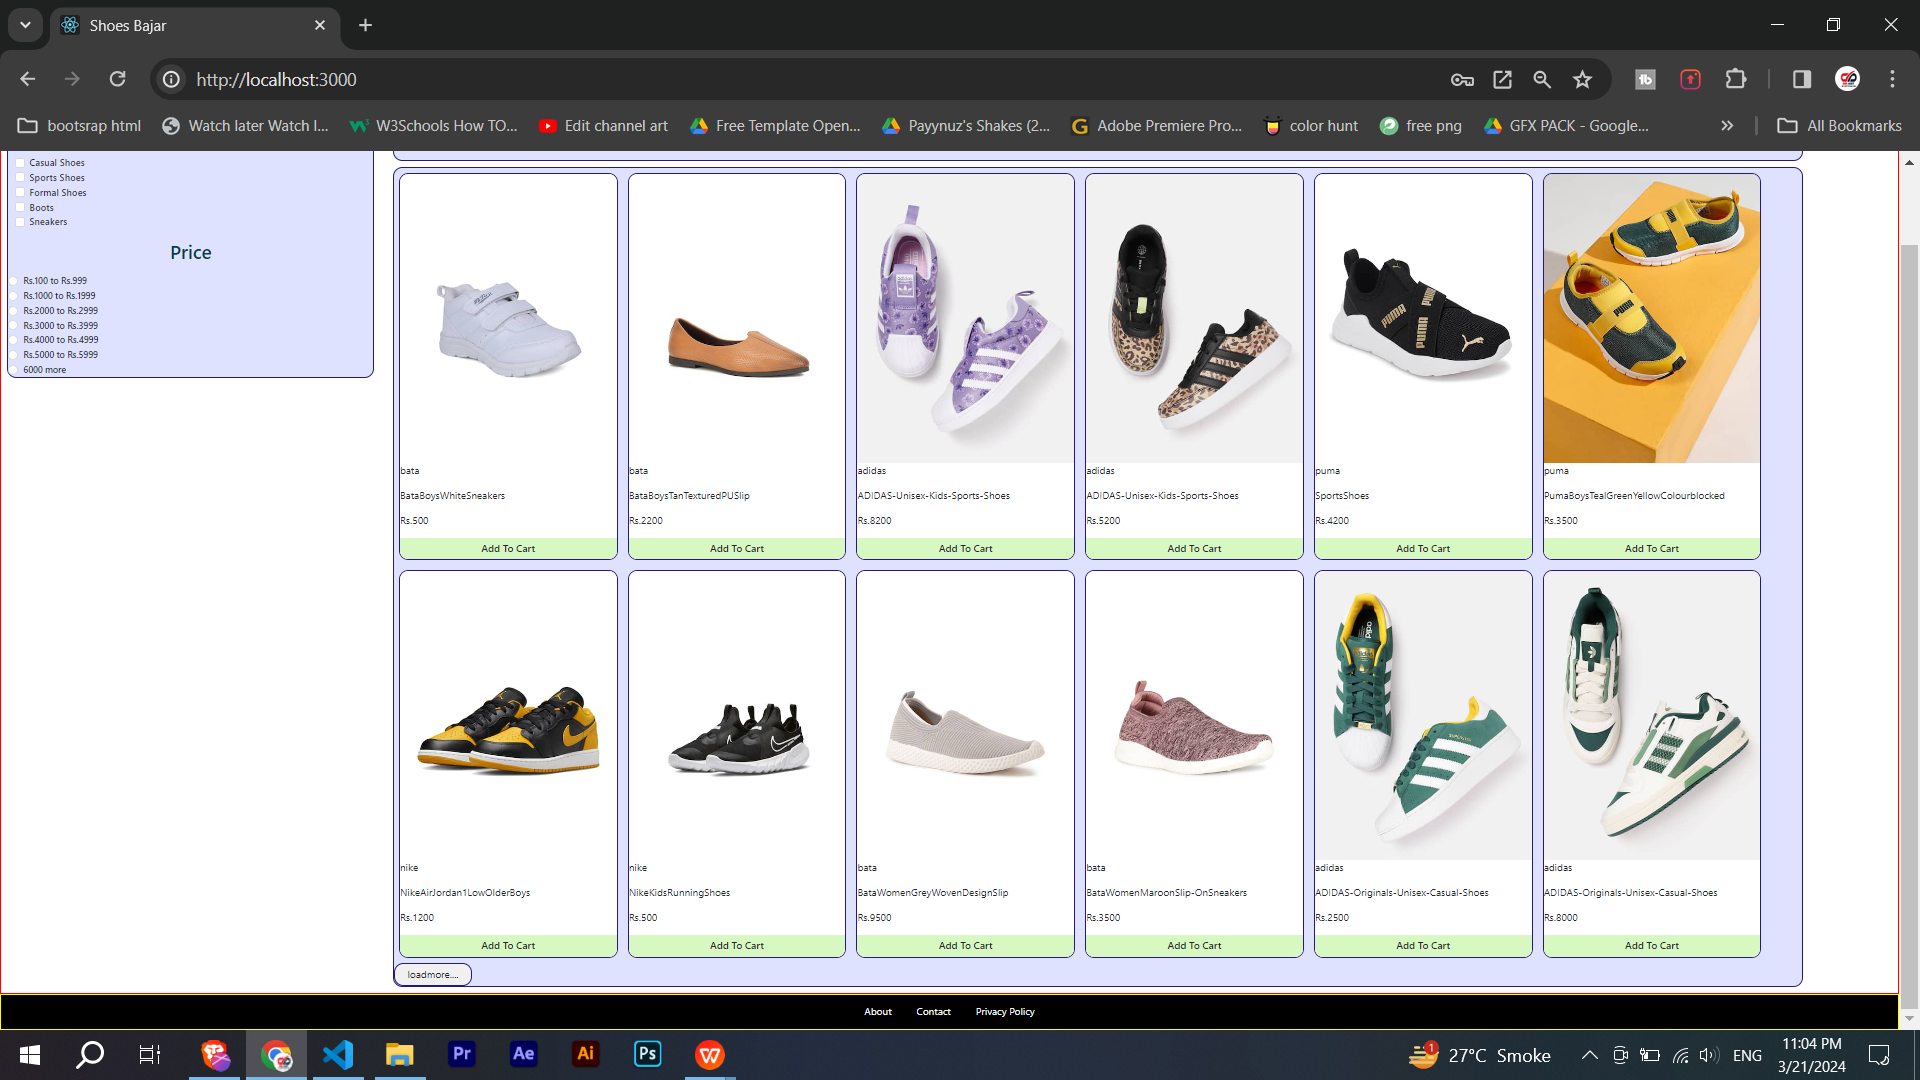 Shoes Bajar
http://localhost:3000
bootsrap html
Watch later Watch l...
W3Schools How TO...
Edit channel art
Free Template Open...
Payynuz's Shakes (2...
Adobe Premiere Pro...
color hunt
free png
GFX PACK - Google...
All Bookmarks
Casual Shoes
Sports Shoes
Formal Shoes
Boots
Sneakers
Price
Rs.100 to Rs.999
Rs.1000 to Rs.1999
Rs.2000 to Rs.2999
Rs.3000 to Rs.3999
Rs.4000 to Rs.4999
Rs.5000 to Rs.5999
6000 more
PUMA
PUMA
PUMA
PUMA
PUMA
bata
BataBoysWhiteSneakers
Rs.500
Add To Cart
bata
BataBoysTanTexturedPUSlip
Rs.2200
Add To Cart
adidas
ADIDAS-Unisex-Kids-Sports-Shoes
Rs.8200
Add To Cart
adidas
ADIDAS-Unisex-Kids-Sports-Shoes
Rs.5200
Add To Cart
puma
SportsShoes
Rs.4200
Add To Cart
puma
PumaBoysTealGreenYellowColourblocked
Rs.3500
Add To Cart
nike
NikeAirJordan1LowOlderBoys
Rs.1200
Add To Cart
nike
NikeKidsRunningShoes
Rs.500
Add To Cart
bata
BataWomenGreyWovenDesignSlip
Rs.9500
Add To Cart
bata
BataWomenMaroonSlip-OnSneakers
Rs.3500
Add To Cart
adidas
ADIDAS-Originals-Unisex-Casual-Shoes
Rs.2500
Add To Cart
adidas
ADIDAS-Originals-Unisex-Casual-Shoes
Rs.8000
Add To Cart
loadmore....
About
Contact
Privacy Policy
Pr
Ae
Ai
Ps
1
27°C Smoke
ENG
11:04 PM
3/21/2024